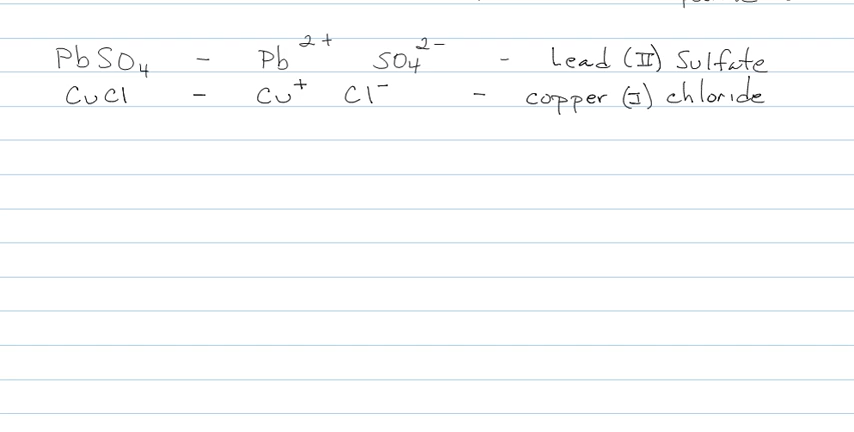 PbSO₄ - Pb²⁺ SO₄²⁻ - Lead (II) Sulfate
CuCl - Cu⁺ Cl⁻ - copper (I) chloride